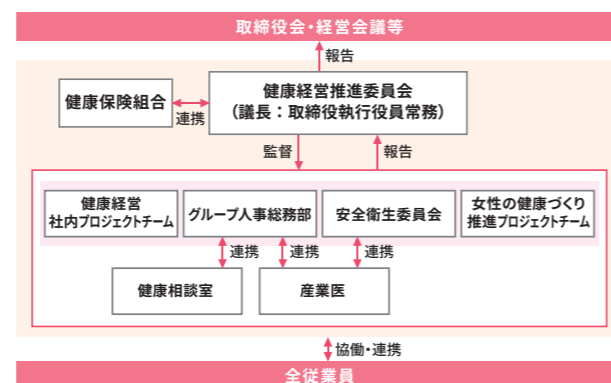 取締役会・経営会議等
報告
健康保険組合
連携
健康経営推進委員会
（議長：取締役執行役員常務）
監督
報告
健康経営
社内プロジェクトチーム
グループ人事総務部
安全衛生委員会
女性の健康づくり
推進プロジェクトチーム
連携
連携
連携
健康相談室
産業医
協働・連携
全従業員